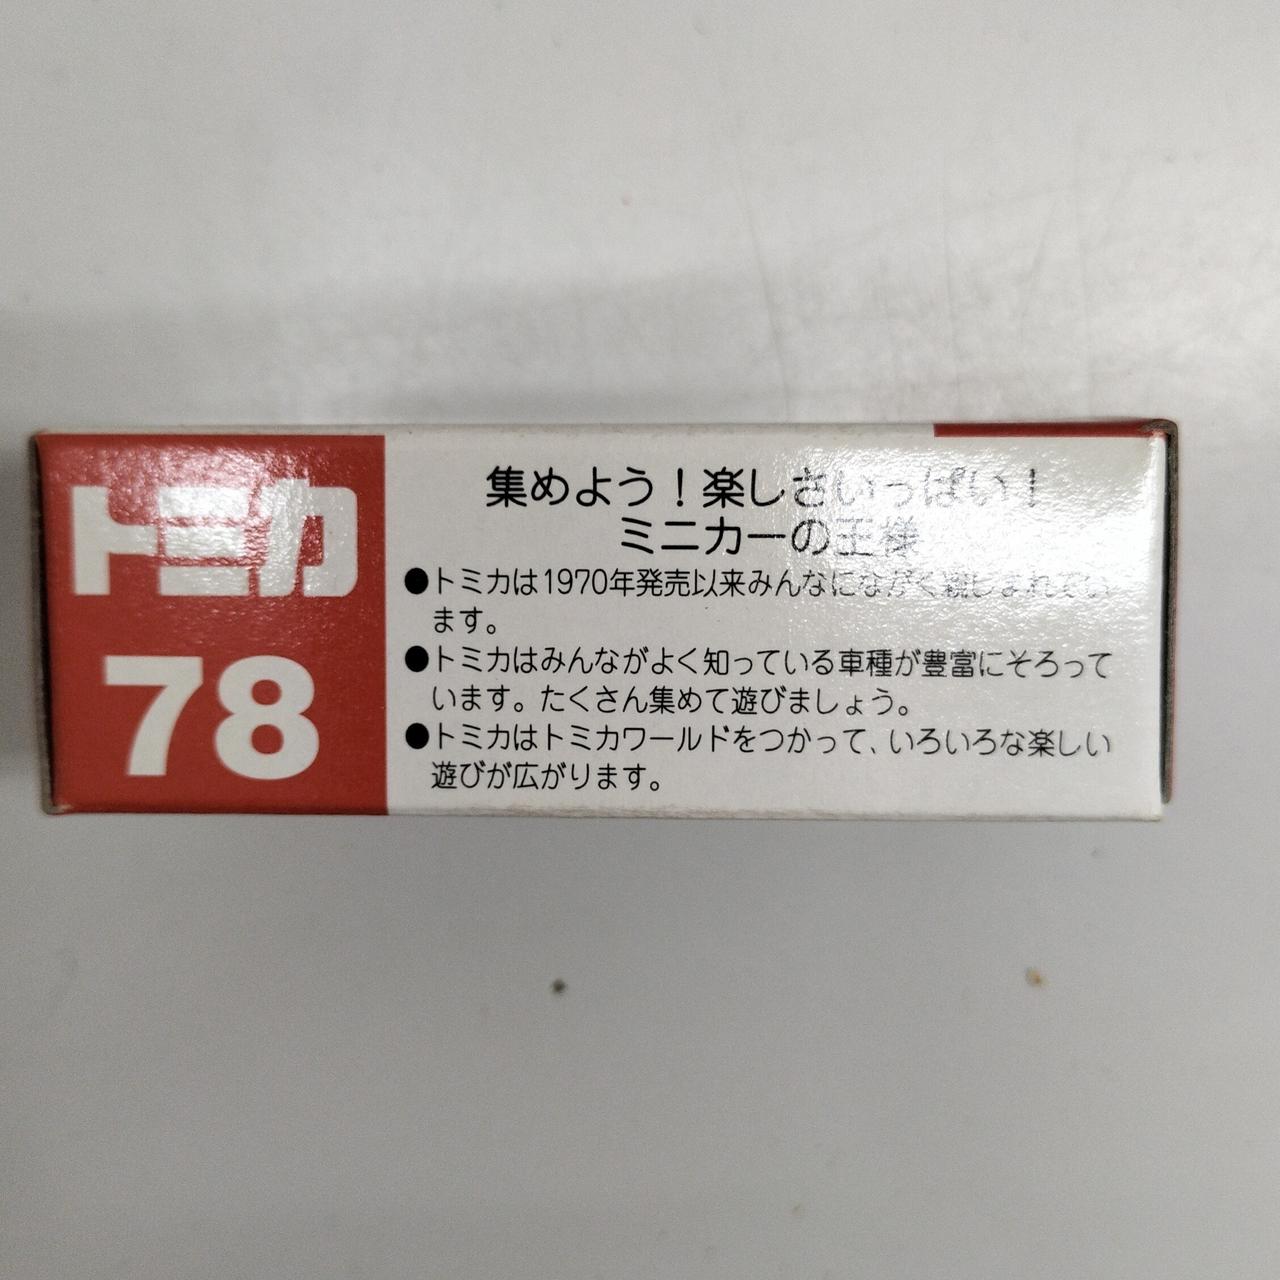 トミカ
78
集めよう！楽しさいっぱい！
ミニカーの王様
●トミカは1970年発売以来みんなにながく親しまれてい
ます。
●トミカはみんながよく知っている車種が豊富にそろって
います。たくさん集めて遊びましょう。
●トミカはトミカワールドをつかって、いろいろな楽しい
遊びが広がります。